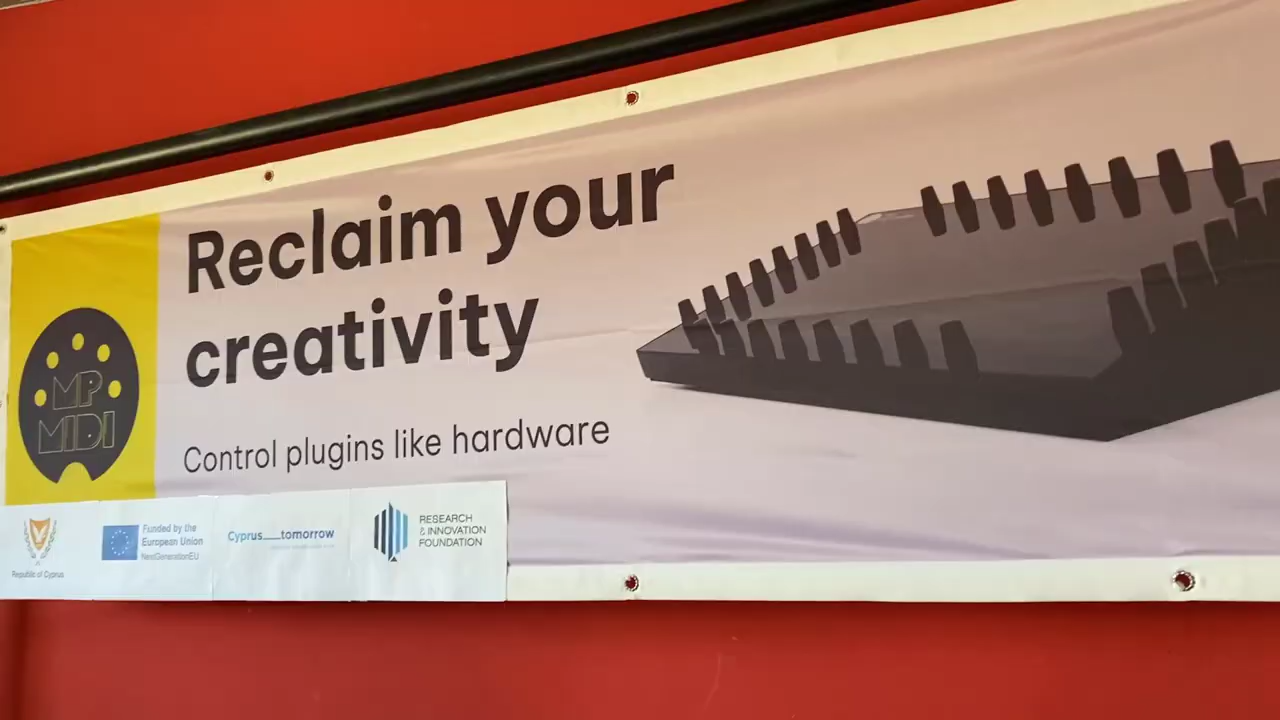 Reclaim your
creativity
Control plugins like hardware
MP
MIDI
Republic of Cyprus
Funded by the
European Union
NextGenerationEU
Cyprus__tomorrow
RESEARCH
& INNOVATION
FOUNDATION